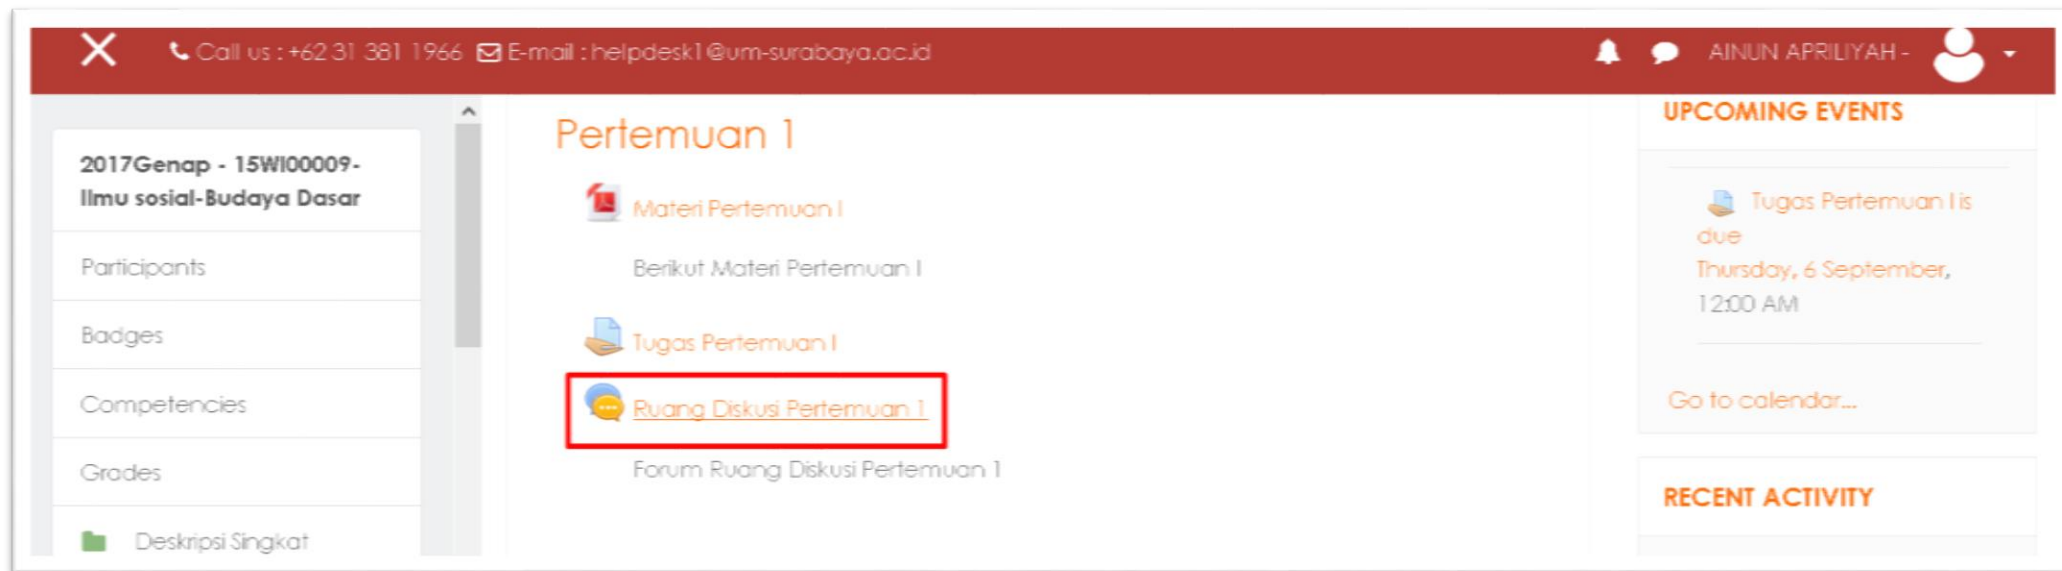 Call us : +62 31 381 1966 E-mail : helpdesk1@um-surabaya.ac.id
AINUN APRILIYAH -
2017Genap - 15WI00009-
Ilmu sosial-Budaya Dasar
Participants
Badges
Competencies
Grades
Deskripsi Singkat
Pertemuan 1
Materi Pertemuan I
Berikut Materi Pertemuan I
Tugas Pertemuan I
Ruang Diskusi Pertemuan 1
Forum Ruang Diskusi Pertemuan 1
UPCOMING EVENTS
Tugas Pertemuan I is
due
Thursday, 6 September,
12:00 AM
Go to calendar...
RECENT ACTIVITY